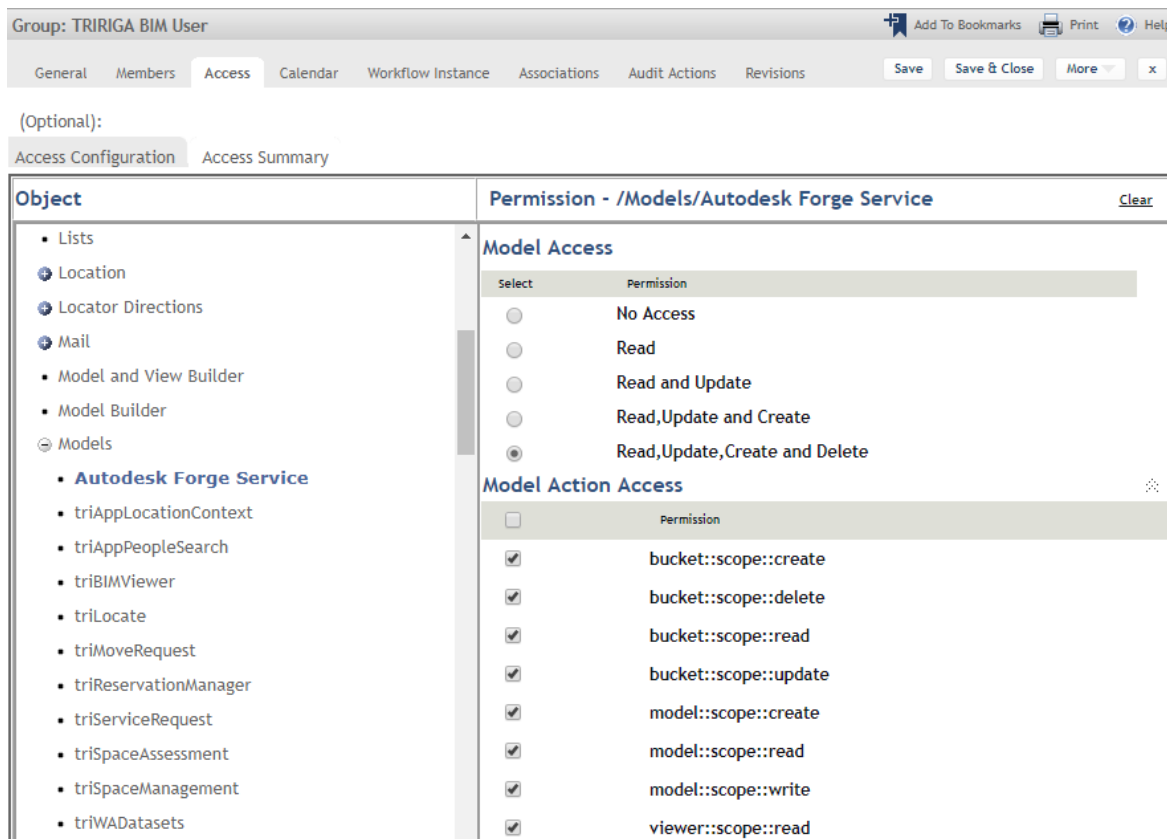 Group: TRIRIGA BIM User
Add To Bookmarks Print Help
General Members Access Calendar Workflow Instance Associations Audit Actions Revisions Save Save & Close More x
(Optional):
Access Configuration Access Summary
Object
Permission - /Models/Autodesk Forge Service Clear
Lists
Location
Locator Directions
Mail
Model and View Builder
Model Builder
Models
Autodesk Forge Service
triAppLocationContext
triAppPeopleSearch
triBIMViewer
triLocate
triMoveRequest
triReservationManager
triServiceRequest
triSpaceAssessment
triSpaceManagement
triWADatasets
Model Access
Select Permission
No Access
Read
Read and Update
Read,Update and Create
Read,Update,Create and Delete
Model Action Access
Permission
bucket::scope::create
bucket::scope::delete
bucket::scope::read
bucket::scope::update
model::scope::create
model::scope::read
model::scope::write
viewer::scope::read